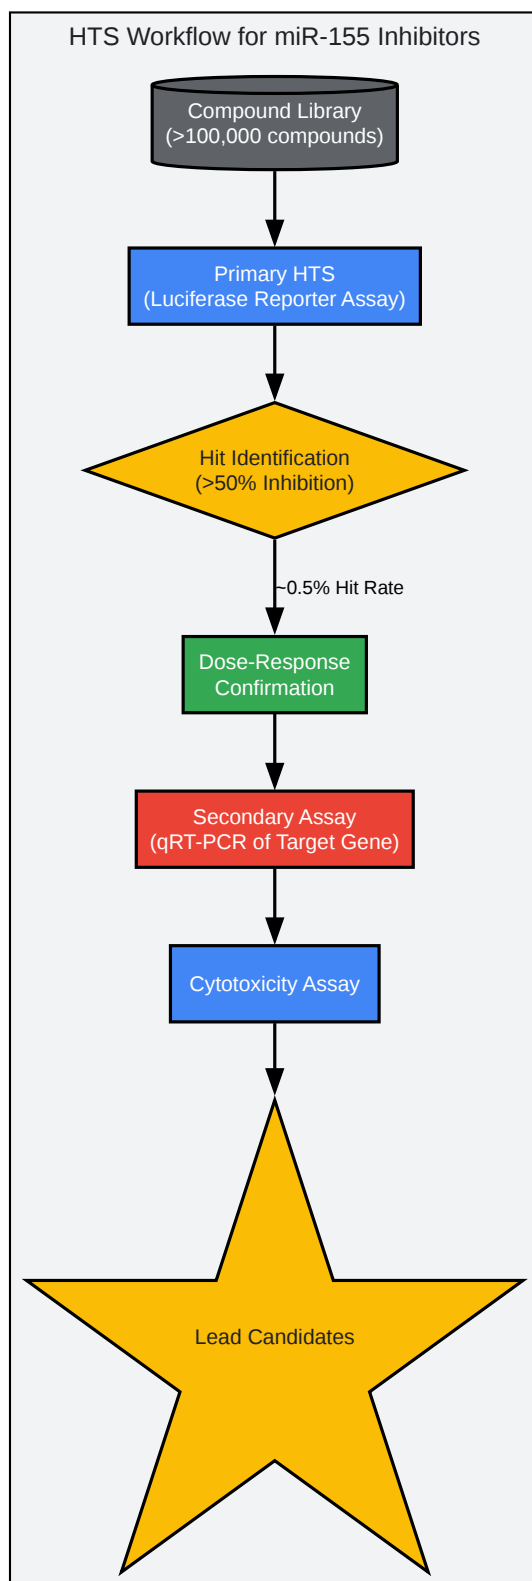 HTS Workflow for miR-155 Inhibitors
Compound Library
(>100,000 compounds)
Primary HTS
(Luciferase Reporter Assay)
Hit Identification
(>50% Inhibition)
~0.5% Hit Rate
Dose-Response
Confirmation
Secondary Assay
(qRT-PCR of Target Gene)
Cytotoxicity Assay
Lead Candidates